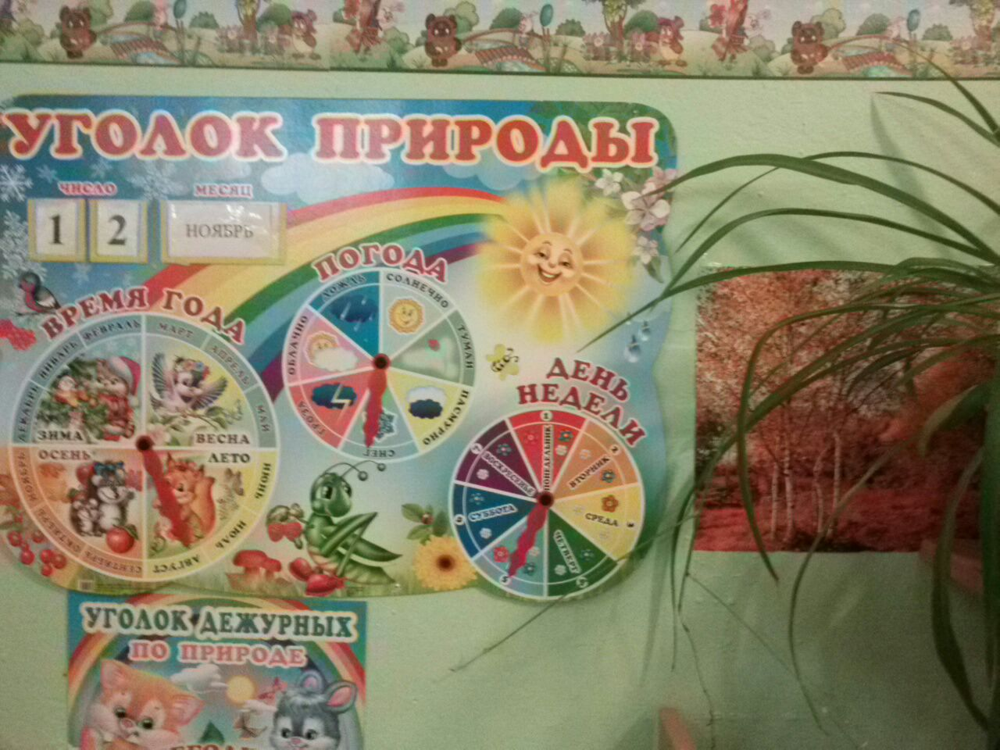 УГОЛОК ПРИРОДЫ
ЧИСЛО МЕСЯЦ
1 2 НОЯБРЬ
ПОГОДА
ДОЖДЬ
СОЛНЕЧНО
ТУМАН
ПАСМУРНО
СНЕГ
ГРОЗА
ОБЛАЧНО
ВРЕМЯ ГОДА
ДЕКАБРЬ ЯНВАРЬ ФЕВРАЛЬ
МАРТ АПРЕЛЬ МАЙ
ИЮНЬ ИЮЛЬ АВГУСТ
СЕНТЯБРЬ ОКТЯБРЬ НОЯБРЬ
ЗИМА ВЕСНА
ОСЕНЬ ЛЕТО
ДЕНЬ
НЕДЕЛИ
1 ПОНЕДЕЛЬНИК
2 ВТОРНИК
3 СРЕДА
4 ЧЕТВЕРГ
5
6 СУББОТА
7 ВОСКРЕСЕНЬЕ
УГОЛОК ДЕЖУРНЫХ
ПО ПРИРОДЕ